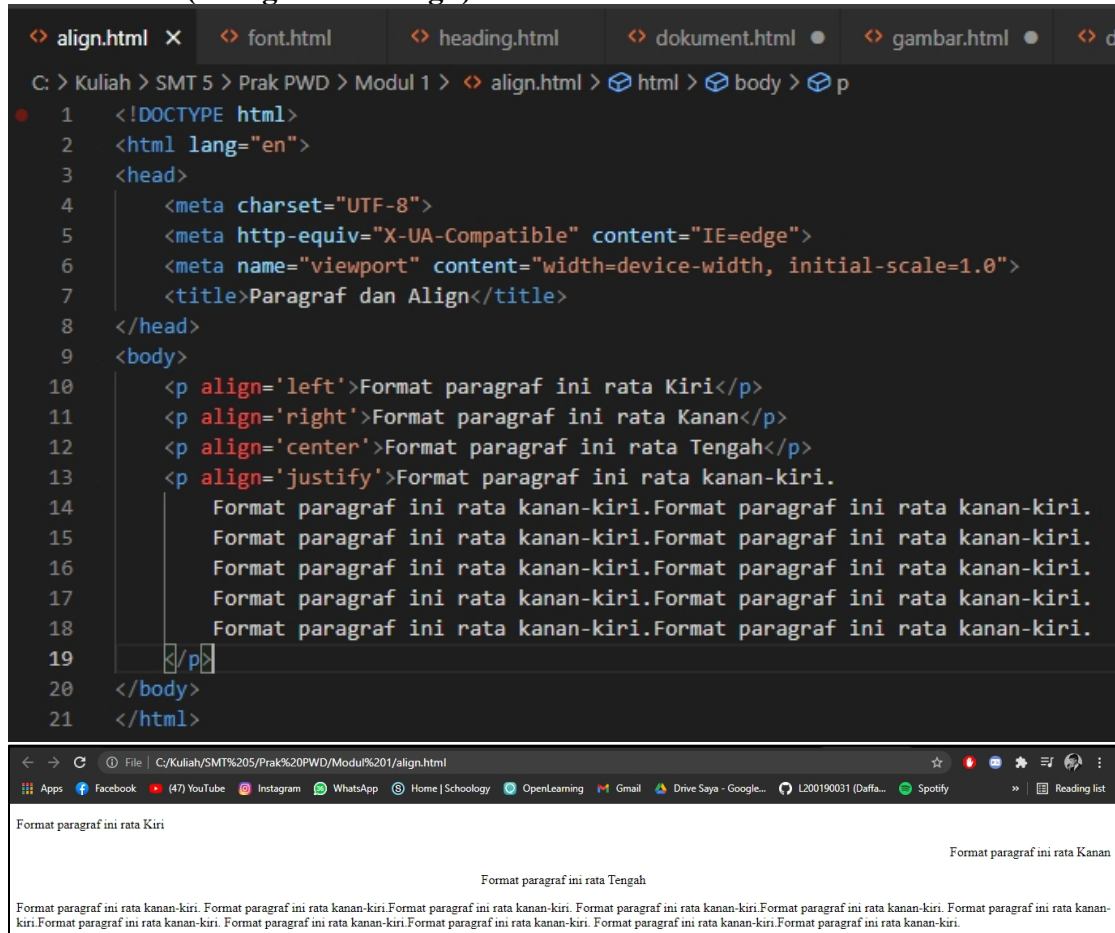 align.html × font.html heading.html dokument.html ● gambar.html ●
C: > Kuliah > SMT 5 > Prak PWD > Modul 1 > align.html > html > body > p
1 <!DOCTYPE html>
2 <html lang="en">
3 <head>
4 <meta charset="UTF-8">
5 <meta http-equiv="X-UA-Compatible" content="IE=edge">
6 <meta name="viewport" content="width=device-width, initial-scale=1.0">
7 <title>Paragraf dan Align</title>
8 </head>
9 <body>
10 <p align='left'>Format paragraf ini rata Kiri</p>
11 <p align='right'>Format paragraf ini rata Kanan</p>
12 <p align='center'>Format paragraf ini rata Tengah</p>
13 <p align='justify'>Format paragraf ini rata kanan-kiri.
14 Format paragraf ini rata kanan-kiri.Format paragraf ini rata kanan-kiri.
15 Format paragraf ini rata kanan-kiri.Format paragraf ini rata kanan-kiri.
16 Format paragraf ini rata kanan-kiri.Format paragraf ini rata kanan-kiri.
17 Format paragraf ini rata kanan-kiri.Format paragraf ini rata kanan-kiri.
18 Format paragraf ini rata kanan-kiri.Format paragraf ini rata kanan-kiri.
19 </p>
20 </body>
21 </html>
File | C:/Kuliah/SMT%205/Prak%20PWD/Modul%201/align.html
Apps Facebook (47) YouTube Instagram WhatsApp Home | Schoology OpenLearning Gmail Drive Saya - Google... L200190031 (Daffa... Spotify » Reading list
Format paragraf ini rata Kiri
Format paragraf ini rata Kanan
Format paragraf ini rata Tengah
Format paragraf ini rata kanan-kiri. Format paragraf ini rata kanan-kiri.Format paragraf ini rata kanan-kiri. Format paragraf ini rata kanan-kiri.Format paragraf ini rata kanan-kiri. Format paragraf ini rata kanan-
kiri.Format paragraf ini rata kanan-kiri. Format paragraf ini rata kanan-kiri.Format paragraf ini rata kanan-kiri. Format paragraf ini rata kanan-kiri.Format paragraf ini rata kanan-kiri.